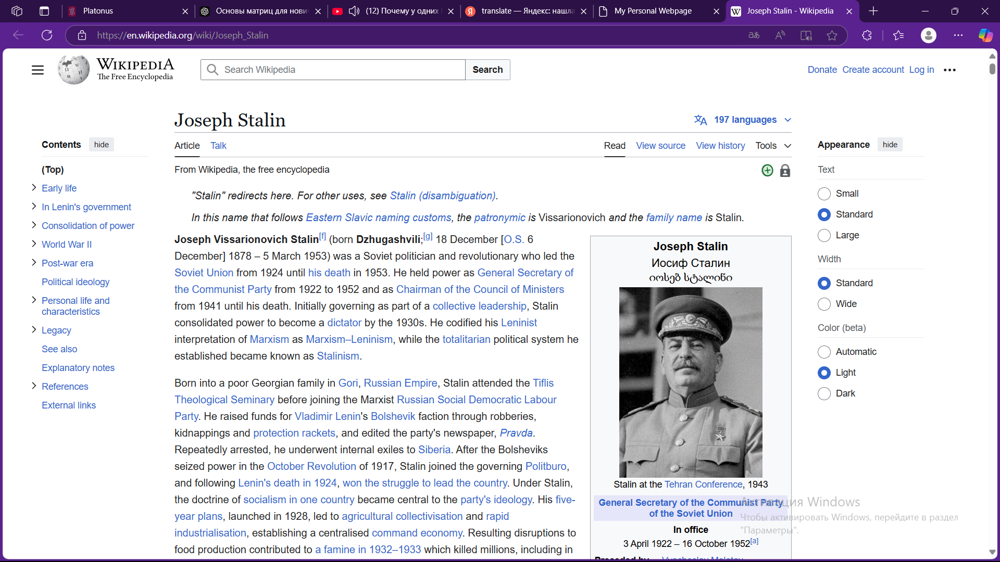 Platonus
Основы матриц для нович
(12) Почему у одних
translate — Яндекс: нашла
My Personal Webpage
Joseph Stalin - Wikipedia
https://en.wikipedia.org/wiki/Joseph_Stalin
WIKIPEDIA
The Free Encyclopedia
Search Wikipedia
Search
Donate Create account Log in
Joseph Stalin
197 languages
Contents hide
Article Talk
Read View source View history Tools
Appearance hide
(Top)
Early life
In Lenin's government
Consolidation of power
World War II
Post-war era
Political ideology
Personal life and
characteristics
Legacy
See also
Explanatory notes
References
External links
From Wikipedia, the free encyclopedia
"Stalin" redirects here. For other uses, see Stalin (disambiguation).
In this name that follows Eastern Slavic naming customs, the patronymic is Vissarionovich and the family name is Stalin.
Joseph Vissarionovich Stalin[f] (born Dzhugashvili;[g] 18 December [O.S. 6
December] 1878 – 5 March 1953) was a Soviet politician and revolutionary who led the
Soviet Union from 1924 until his death in 1953. He held power as General Secretary of
the Communist Party from 1922 to 1952 and as Chairman of the Council of Ministers
from 1941 until his death. Initially governing as part of a collective leadership, Stalin
consolidated power to become a dictator by the 1930s. He codified his Leninist
interpretation of Marxism as Marxism–Leninism, while the totalitarian political system he
established became known as Stalinism.
Born into a poor Georgian family in Gori, Russian Empire, Stalin attended the Tiflis
Theological Seminary before joining the Marxist Russian Social Democratic Labour
Party. He raised funds for Vladimir Lenin's Bolshevik faction through robberies,
kidnappings and protection rackets, and edited the party's newspaper, Pravda.
Repeatedly arrested, he underwent internal exiles to Siberia. After the Bolsheviks
seized power in the October Revolution of 1917, Stalin joined the governing Politburo,
and following Lenin's death in 1924, won the struggle to lead the country. Under Stalin,
the doctrine of socialism in one country became central to the party's ideology. His five-
year plans, launched in 1928, led to agricultural collectivisation and rapid
industrialisation, establishing a centralised command economy. Resulting disruptions to
food production contributed to a famine in 1932–1933 which killed millions, including in
Joseph Stalin
Иосиф Сталин
იოსებ სტალინი
Stalin at the Tehran Conference, 1943
General Secretary of the Communist Party
of the Soviet Union
In office
3 April 1922 – 16 October 1952[a]
Preceded by Vyacheslav Molotov
Text
Small
Standard
Large
Width
Standard
Wide
Color (beta)
Automatic
Light
Dark
Активация Windows
Чтобы активировать Windows, перейдите в раздел
"Параметры".